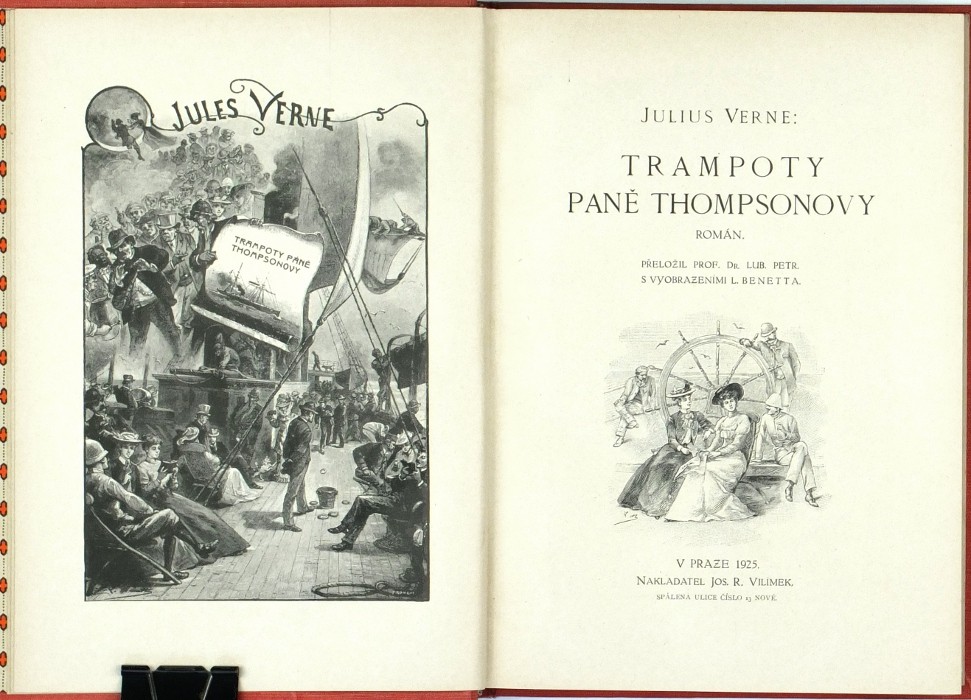 JULES VERNE
TRAMPOTY PANĚ
THOMPSONOVY
JULIUS VERNE:
TRAMPOTY
PANĚ THOMPSONOVY
ROMÁN.
PŘELOŽIL PROF. DR. LUB. PETR.
S VYOBRAZENÍMI L. BENETTA.
V PRAZE 1925.
NAKLADATEL JOS. R. VILÍMEK,
SPÁLENÁ ULICE ČÍSLO 13 NOVÉ.